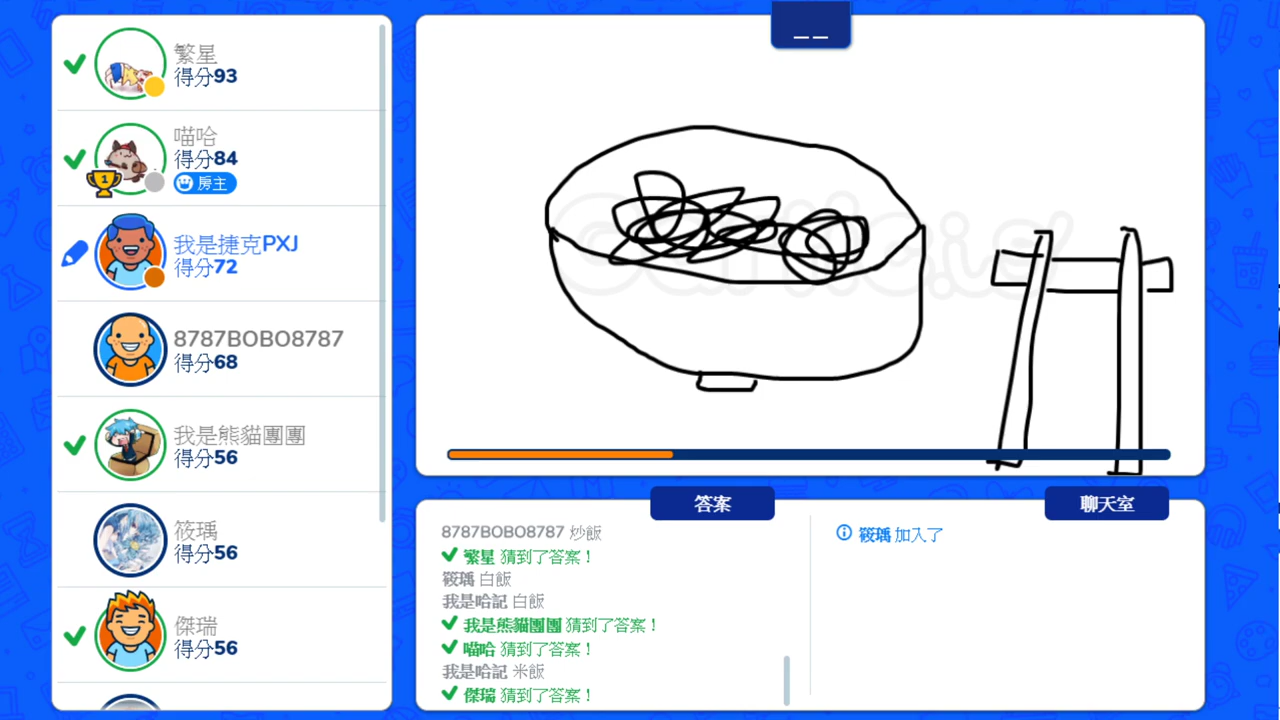 繁星
得分93
喵哈
得分84
1
房主
我是捷克PXJ
得分72
8787BOBO8787
得分68
我是熊貓團團
得分56
筱瑀
得分56
傑瑞
得分56
Gartic.io
答案
8787BOBO8787 炒飯
繁星 猜到了答案！
筱瑀 白飯
我是哈記 白飯
我是熊貓團團 猜到了答案！
喵哈 猜到了答案！
我是哈記 米飯
傑瑞 猜到了答案！
聊天室
筱瑀 加入了